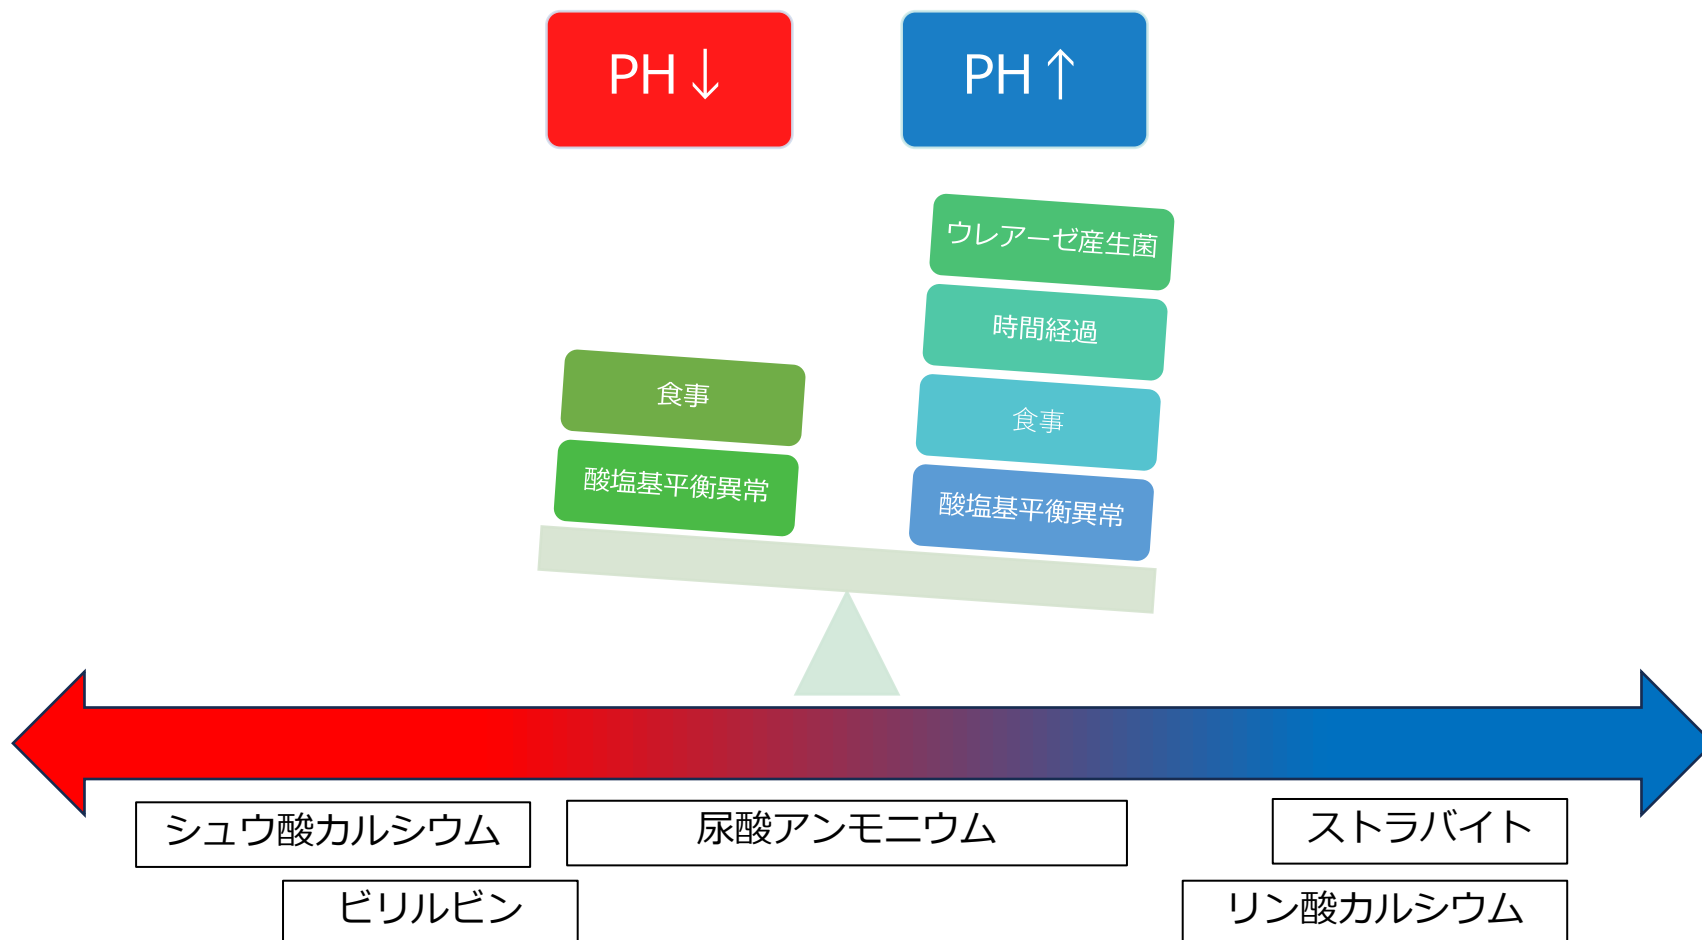 PH↓
PH↑
ウレアーゼ産生菌
時間経過
食事
酸塩基平衡異常
食事
酸塩基平衡異常
シュウ酸カルシウム
尿酸アンモニウム
ストラバイト
ビリルビン
リン酸カルシウム